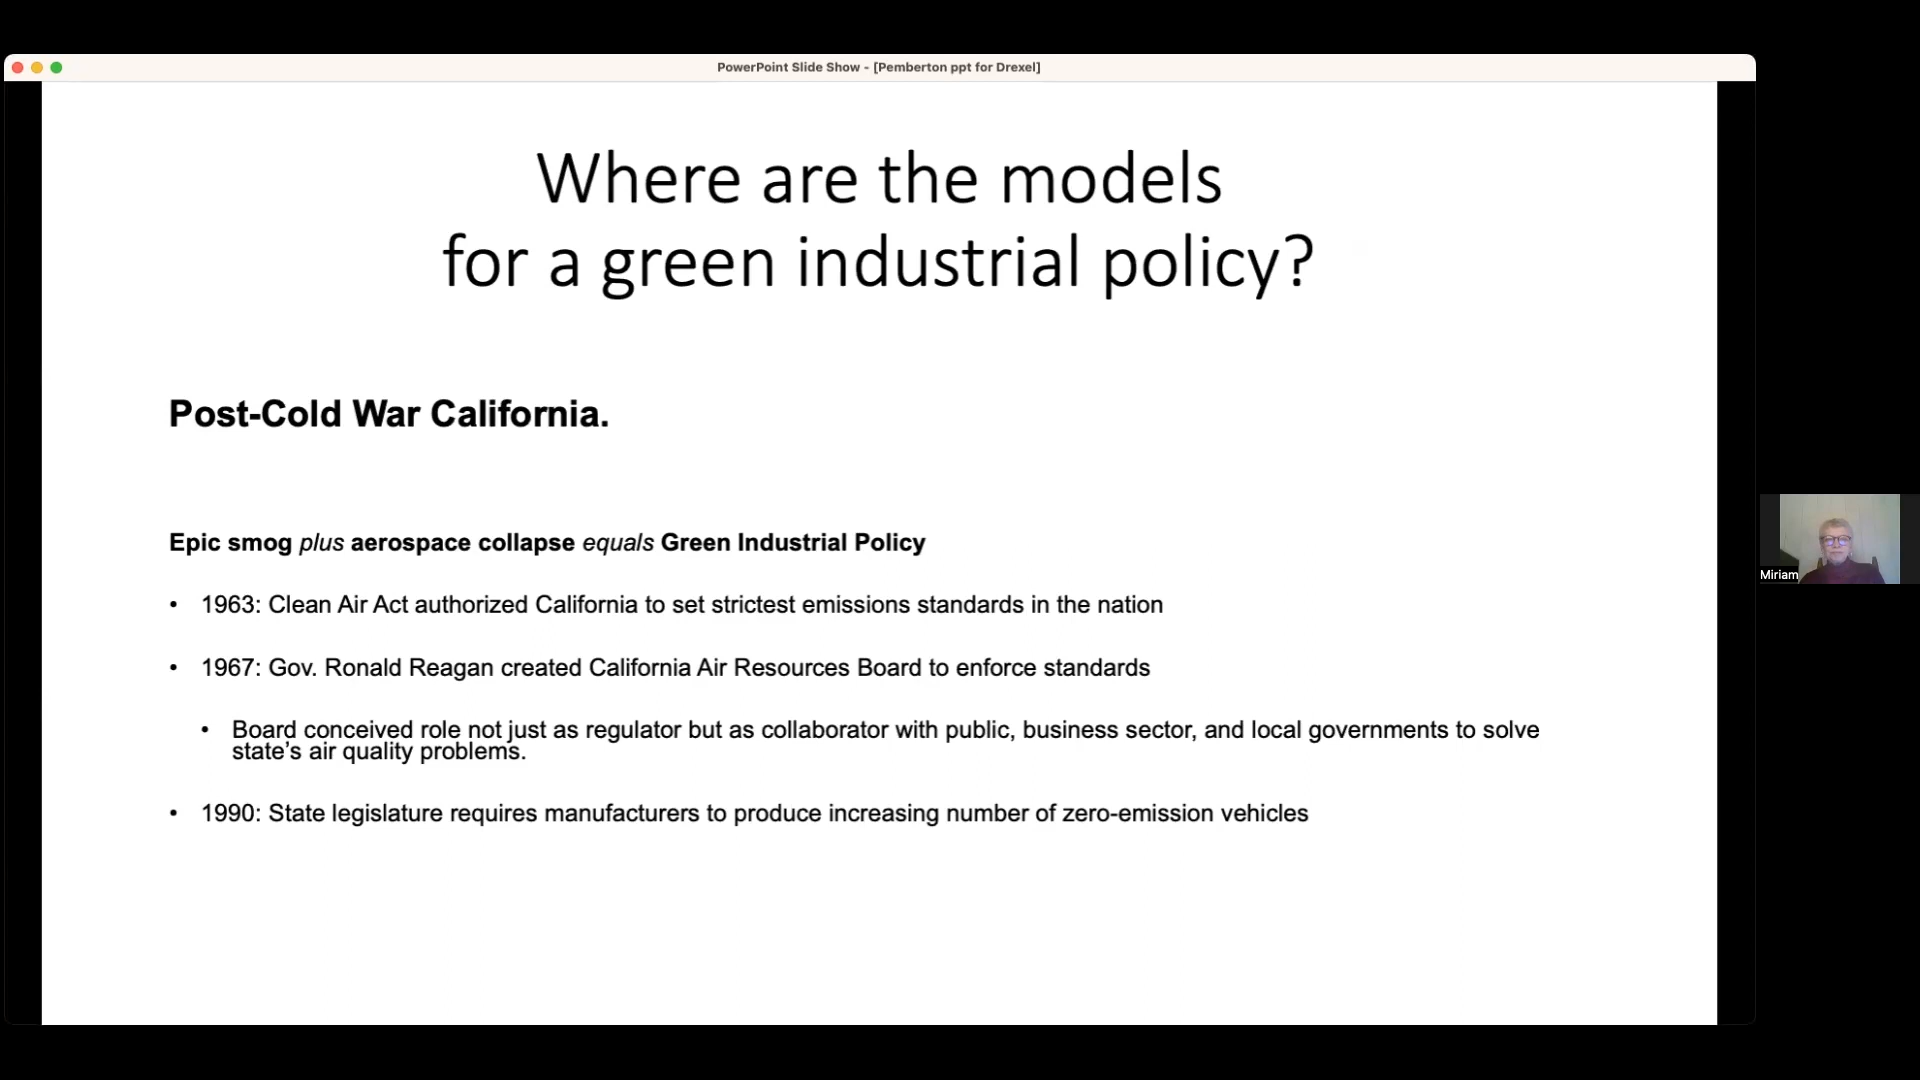 PowerPoint Slide Show - [Pemberton ppt for Drexel]
Where are the models
for a green industrial policy?
Post-Cold War California.
Epic smog plus aerospace collapse equals Green Industrial Policy
• 1963: Clean Air Act authorized California to set strictest emissions standards in the nation
• 1967: Gov. Ronald Reagan created California Air Resources Board to enforce standards
• Board conceived role not just as regulator but as collaborator with public, business sector, and local governments to solve
state’s air quality problems.
• 1990: State legislature requires manufacturers to produce increasing number of zero-emission vehicles
Miriam